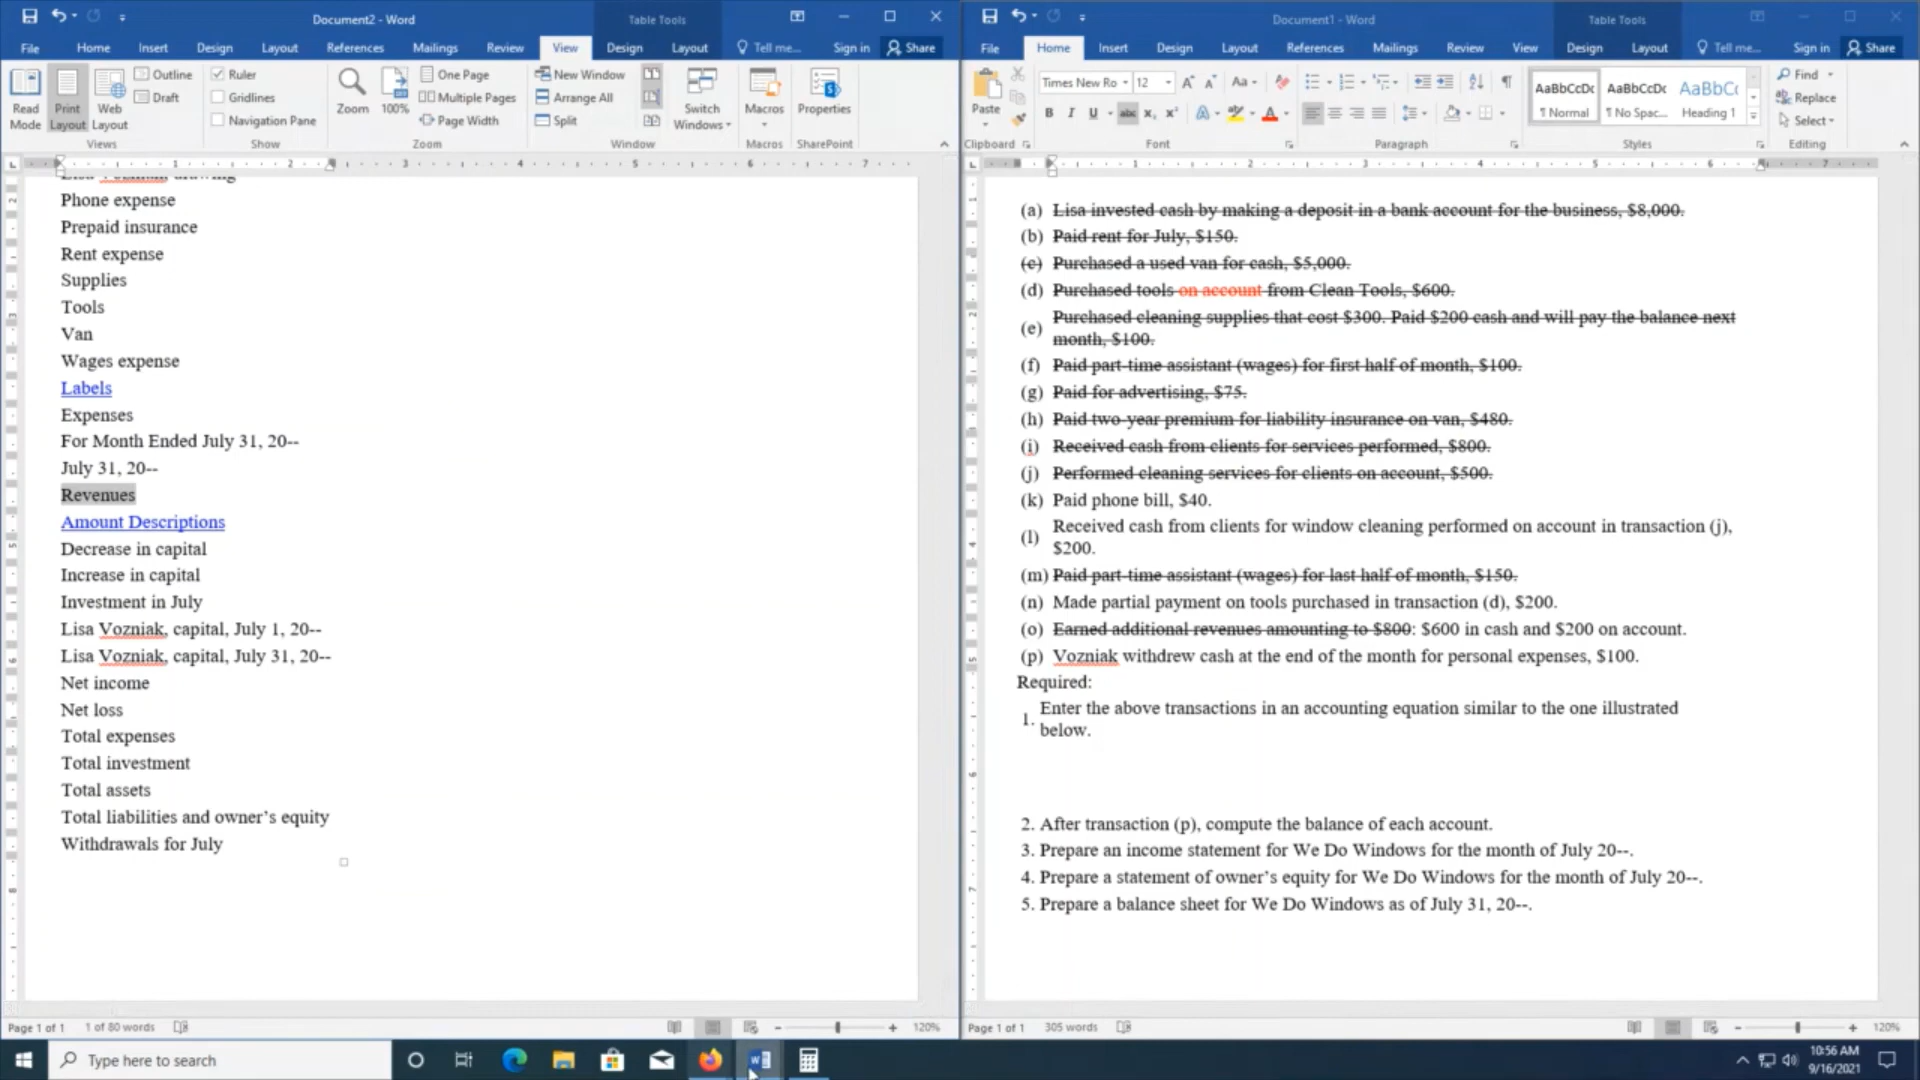 Document2 - Word
Table Tools
File Home Insert Design Layout References Mailings Review View Design Layout Tell me... Sign in Share
Read Mode
Print Layout
Web Layout
Outline
Draft
Views
Ruler
Gridlines
Navigation Pane
Show
Zoom
100%
One Page
Multiple Pages
Page Width
Zoom
New Window
Arrange All
Split
Switch Windows
Window
Macros
Macros
Properties
SharePoint
Phone expense
Prepaid insurance
Rent expense
Supplies
Tools
Van
Wages expense
Labels
Expenses
For Month Ended July 31, 20--
July 31, 20--
Revenues
Amount Descriptions
Decrease in capital
Increase in capital
Investment in July
Lisa Vozniak, capital, July 1, 20--
Lisa Vozniak, capital, July 31, 20--
Net income
Net loss
Total expenses
Total investment
Total assets
Total liabilities and owner’s equity
Withdrawals for July
Page 1 of 1 1 of 80 words 120%
Document1 - Word
Table Tools
File Home Insert Design Layout References Mailings Review View Design Layout Tell me... Sign in Share
Paste
Clipboard
Times New Ro 12
Font
Paragraph
AaBbCcDc AaBbCcDc AaBbCc
¶ Normal ¶ No Spac... Heading 1
Styles
Find
Replace
Select
Editing
(a) Lisa invested cash by making a deposit in a bank account for the business, $8,000.
(b) Paid rent for July, $150.
(c) Purchased a used van for cash, $5,000.
(d) Purchased tools on account from Clean Tools, $600.
(e) Purchased cleaning supplies that cost $300. Paid $200 cash and will pay the balance next
month, $100.
(f) Paid part-time assistant (wages) for first half of month, $100.
(g) Paid for advertising, $75.
(h) Paid two-year premium for liability insurance on van, $480.
(i) Received cash from clients for services performed, $800.
(j) Performed cleaning services for clients on account, $500.
(k) Paid phone bill, $40.
(l) Received cash from clients for window cleaning performed on account in transaction (j),
$200.
(m) Paid part-time assistant (wages) for last half of month, $150.
(n) Made partial payment on tools purchased in transaction (d), $200.
(o) Earned additional revenues amounting to $800: $600 in cash and $200 on account.
(p) Vozniak withdrew cash at the end of the month for personal expenses, $100.
Required:
1. Enter the above transactions in an accounting equation similar to the one illustrated
below.
2. After transaction (p), compute the balance of each account.
3. Prepare an income statement for We Do Windows for the month of July 20--.
4. Prepare a statement of owner’s equity for We Do Windows for the month of July 20--.
5. Prepare a balance sheet for We Do Windows as of July 31, 20--.
Page 1 of 1 305 words 120%
Type here to search
10:56 AM
9/16/2021